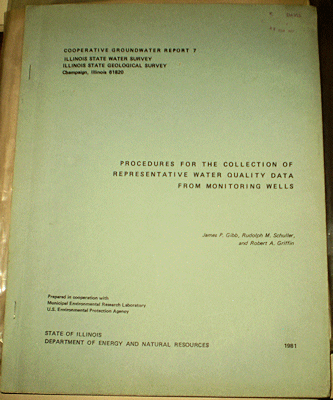 COOPERATIVE GROUNDWATER REPORT 7
ILLINOIS STATE WATER SURVEY
ILLINOIS STATE GEOLOGICAL SURVEY
Champaign, Illinois 61820
PROCEDURES FOR THE COLLECTION OF
REPRESENTATIVE WATER QUALITY DATA
FROM MONITORING WELLS
James P. Gibb, Rudolph M. Schuller,
and Robert A. Griffin
Prepared in cooperation with
Municipal Environmental Research Laboratory
U.S. Environmental Protection Agency
STATE OF ILLINOIS
DEPARTMENT OF ENERGY AND NATURAL RESOURCES 1981